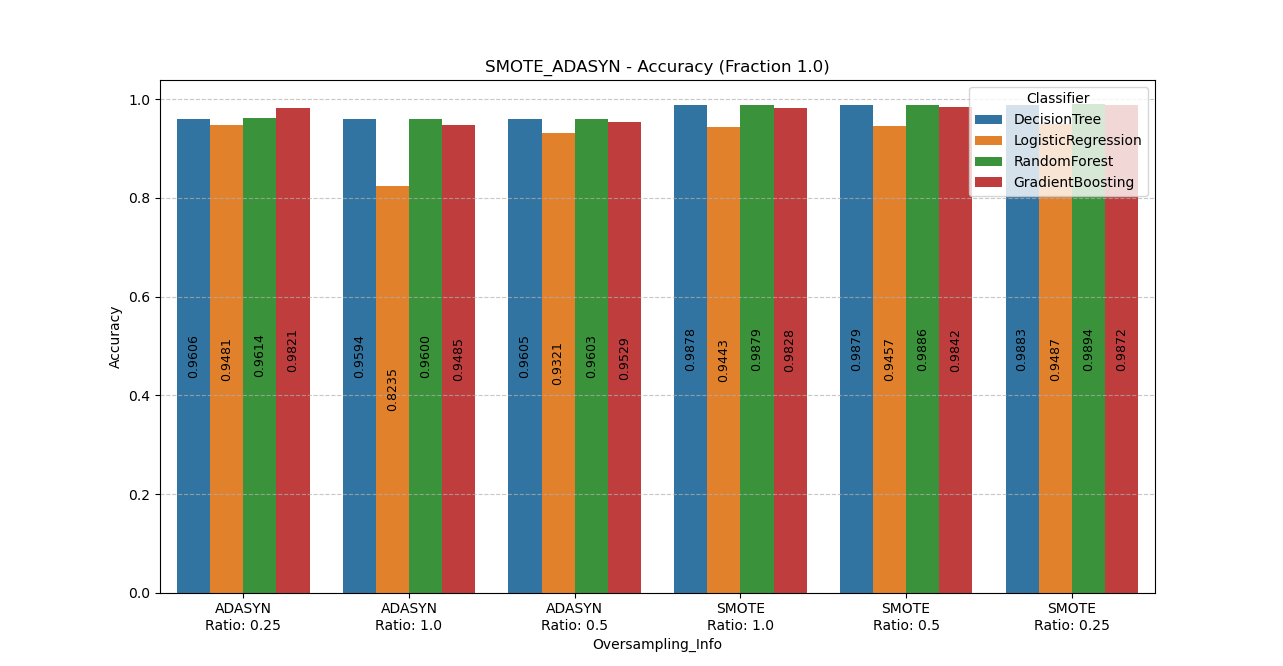 SMOTE_ADASYN - Accuracy (Fraction 1.0)
Classifier
DecisionTree
LogisticRegression
RandomForest
GradientBoosting
Accuracy
1.0
0.8
0.6
0.4
0.2
0.0
0.9606
0.9481
0.9614
0.9821
0.9594
0.8235
0.9600
0.9485
0.9605
0.9321
0.9603
0.9529
0.9878
0.9443
0.9879
0.9828
0.9879
0.9457
0.9886
0.9842
0.9883
0.9487
0.9894
0.9872
ADASYN
Ratio: 0.25
ADASYN
Ratio: 1.0
ADASYN
Ratio: 0.5
SMOTE
Ratio: 1.0
SMOTE
Ratio: 0.5
SMOTE
Ratio: 0.25
Oversampling_Info